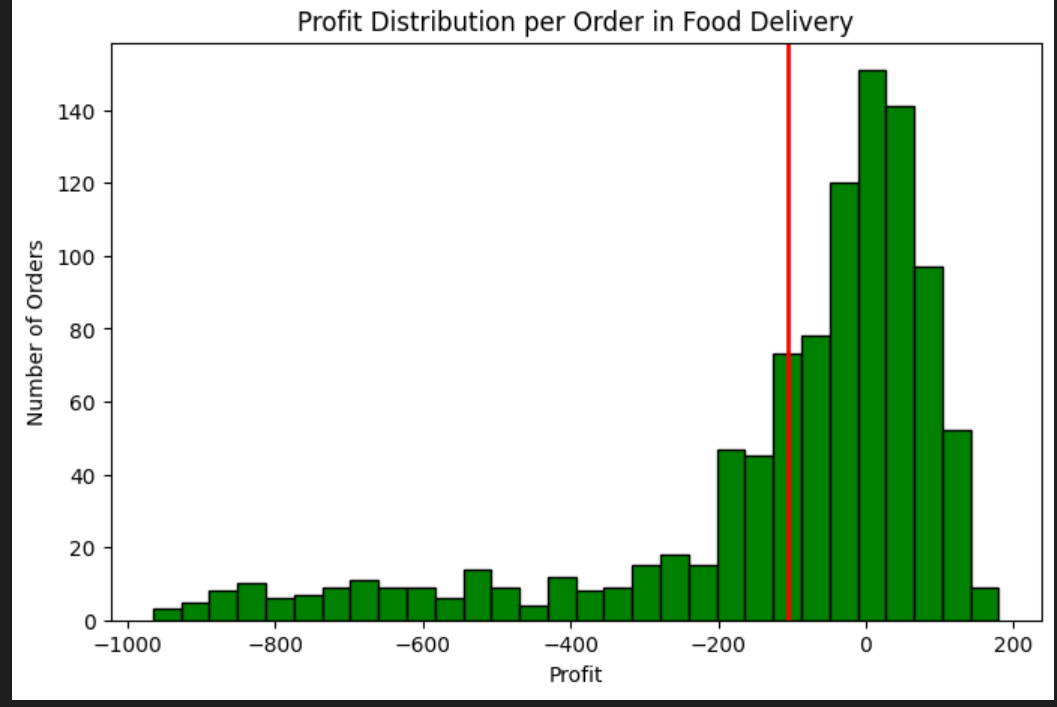 Profit Distribution per Order in Food Delivery
140
120
100
80
60
40
20
0
Number of Orders
−1000 −800 −600 −400 −200 0 200
Profit